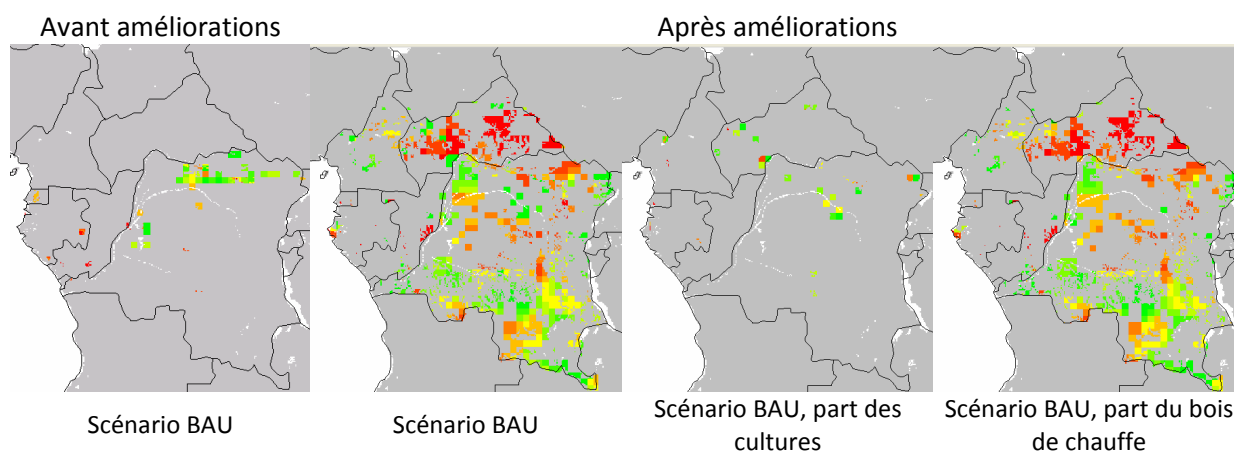 Avant améliorations
Après améliorations
Scénario BAU
Scénario BAU
Scénario BAU, part des
cultures
Scénario BAU, part du bois
de chauffe